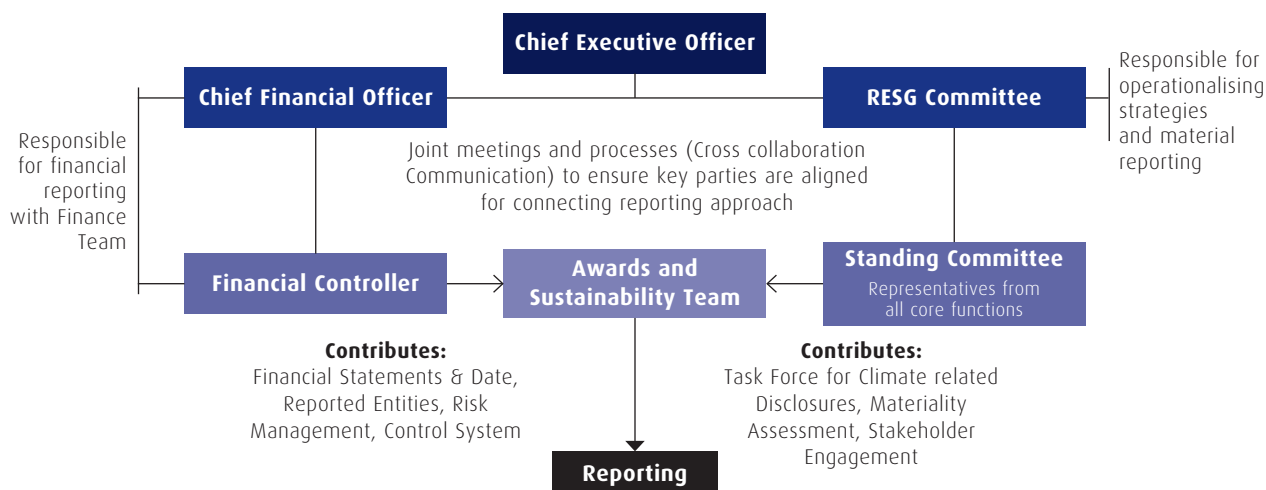 Chief Executive Officer
Chief Financial Officer
RESG Committee
Responsible for
operationalising
strategies
and material
reporting
Responsible
for financial
reporting
with Finance
Team
Joint meetings and processes (Cross collaboration
Communication) to ensure key parties are aligned
for connecting reporting approach
Financial Controller
Awards and
Sustainability Team
Standing Committee
Representatives from
all core functions
Contributes:
Financial Statements & Date,
Reported Entities, Risk
Management, Control System
Contributes:
Task Force for Climate related
Disclosures, Materiality
Assessment, Stakeholder
Engagement
Reporting